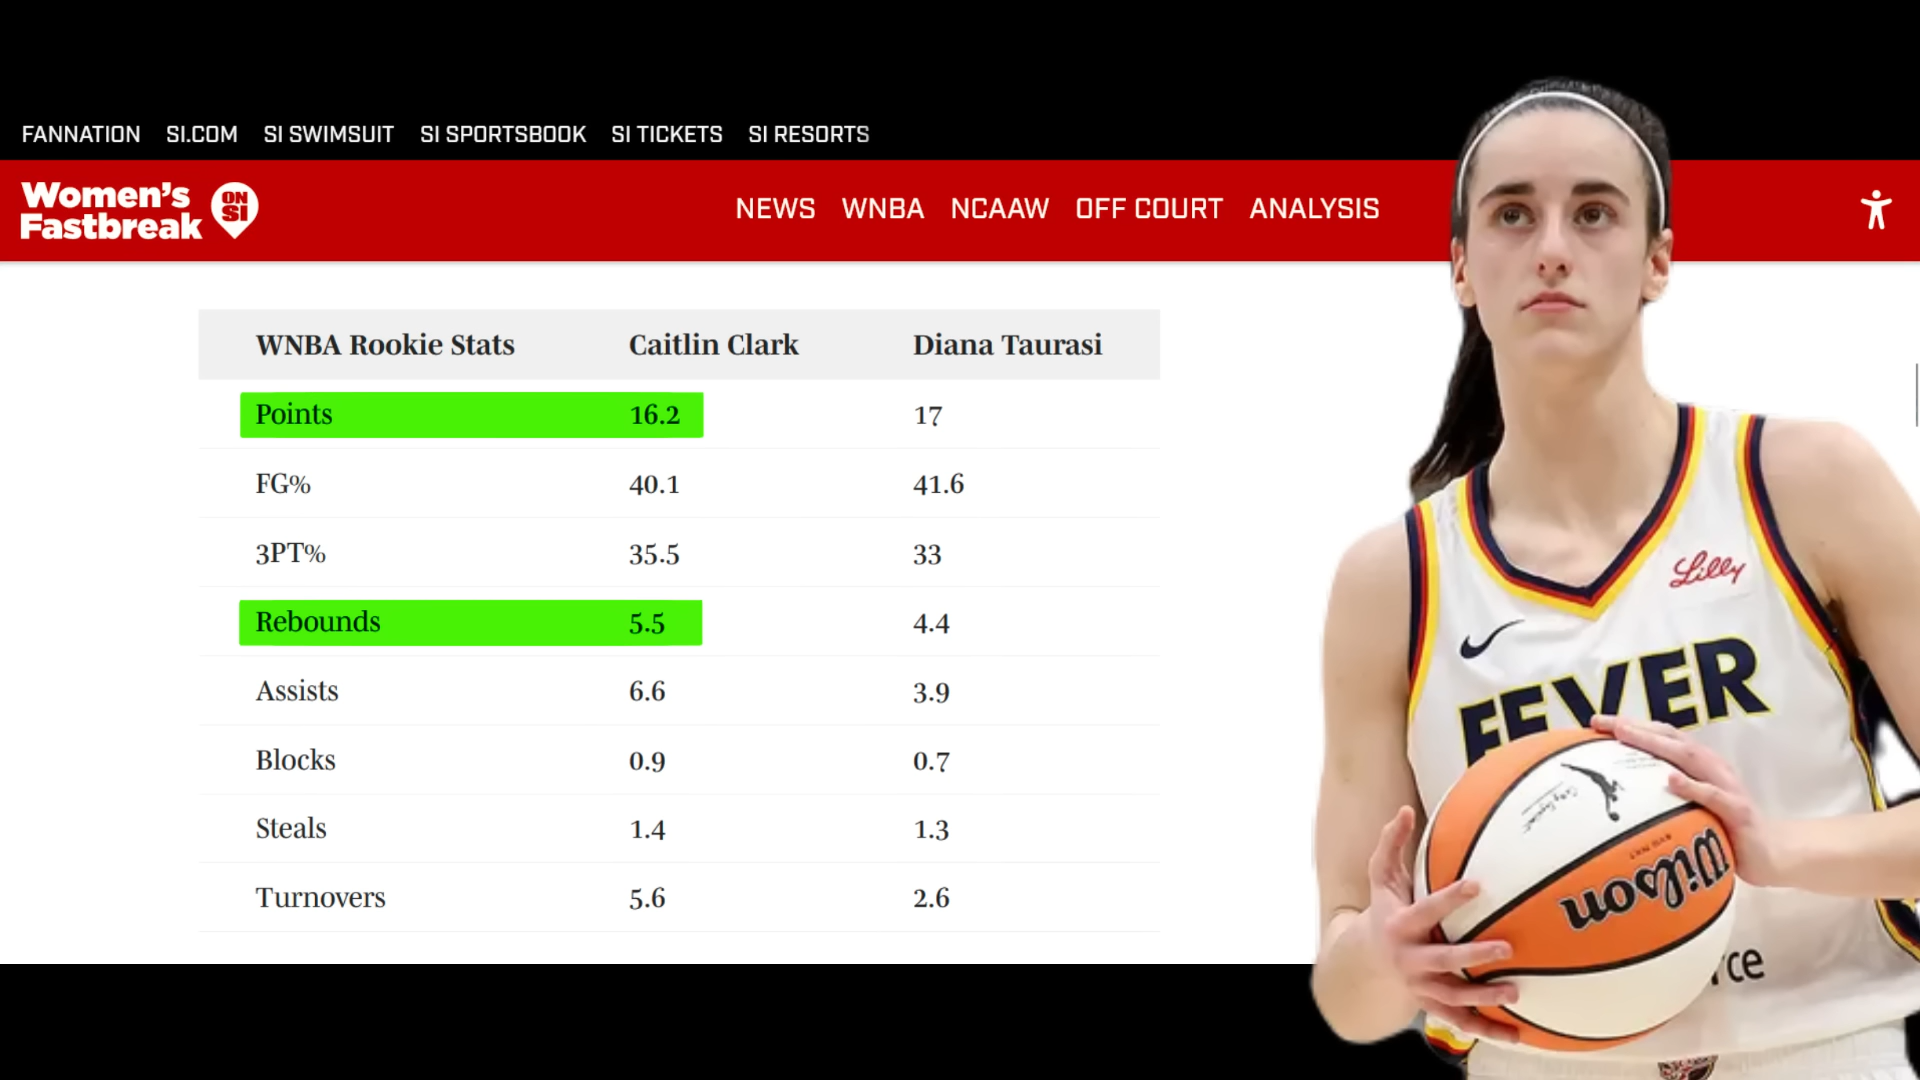 FANNATION SI.COM SI SWIMSUIT SI SPORTSBOOK SI TICKETS SI RESORTS
Women's
Fastbreak
ON
SI
NEWS WNBA NCAAW OFF COURT ANALYSIS
WNBA Rookie Stats Caitlin Clark Diana Taurasi
Points 16.2 17
FG% 40.1 41.6
3PT% 35.5 33
Rebounds 5.5 4.4
Assists 6.6 3.9
Blocks 0.9 0.7
Steals 1.4 1.3
Turnovers 5.6 2.6
Lilly
FEVER
Wilson